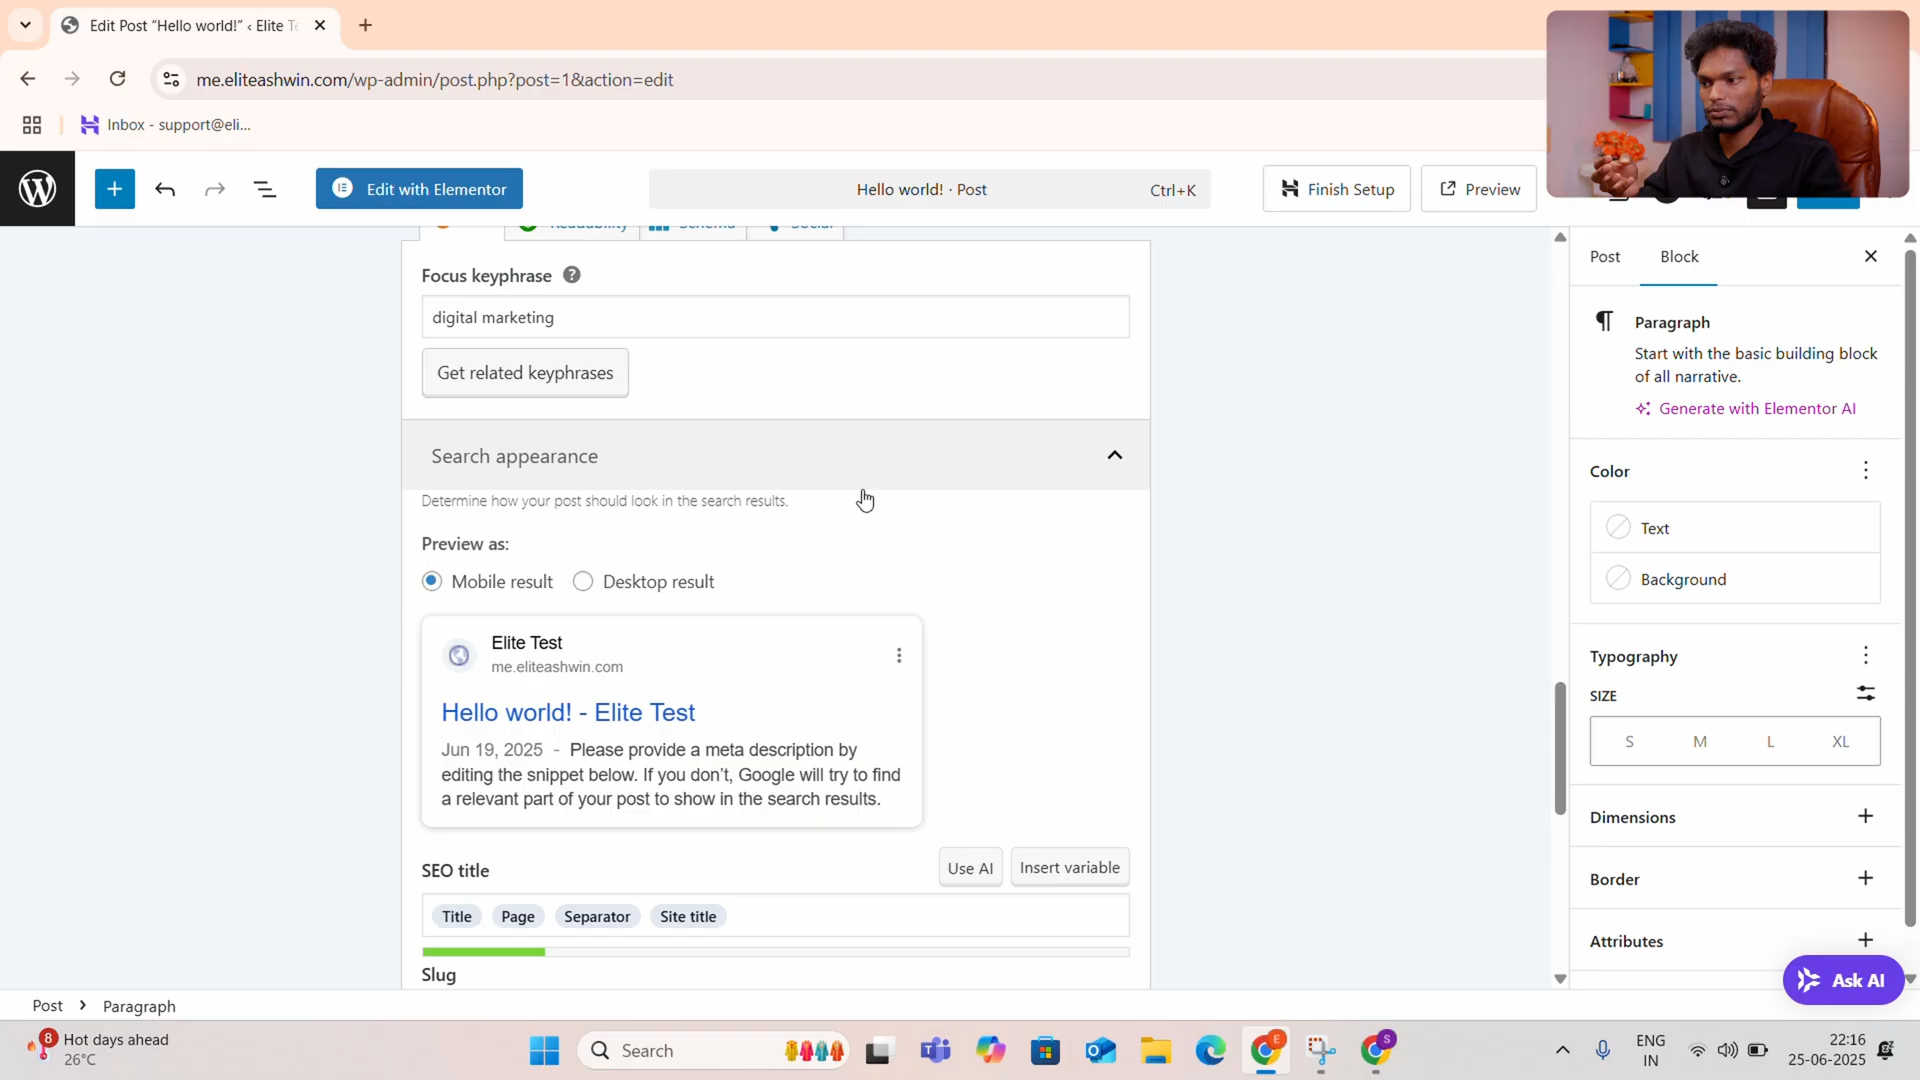 Edit Post “Hello world!” ‹ Elite Te
me.eliteashwin.com/wp-admin/post.php?post=1&action=edit
Inbox - support@eli...
Edit with Elementor
Hello world! · Post
Ctrl+K
Finish Setup
Preview
Readability
Schema
Social
Focus keyphrase
digital marketing
Get related keyphrases
Search appearance
Determine how your post should look in the search results.
Preview as:
Mobile result
Desktop result
Elite Test
me.eliteashwin.com
Hello world! - Elite Test
Jun 19, 2025 - Please provide a meta description by
editing the snippet below. If you don’t, Google will try to find
a relevant part of your post to show in the search results.
SEO title
Use AI
Insert variable
Title
Page
Separator
Site title
Slug
Post
Block
Paragraph
Start with the basic building block
of all narrative.
Generate with Elementor AI
Color
Text
Background
Typography
SIZE
S
M
L
XL
Dimensions
Border
Attributes
Ask AI
Post
Paragraph
8
Hot days ahead
26°C
Search
E
S
ENG
IN
22:16
25-06-2025